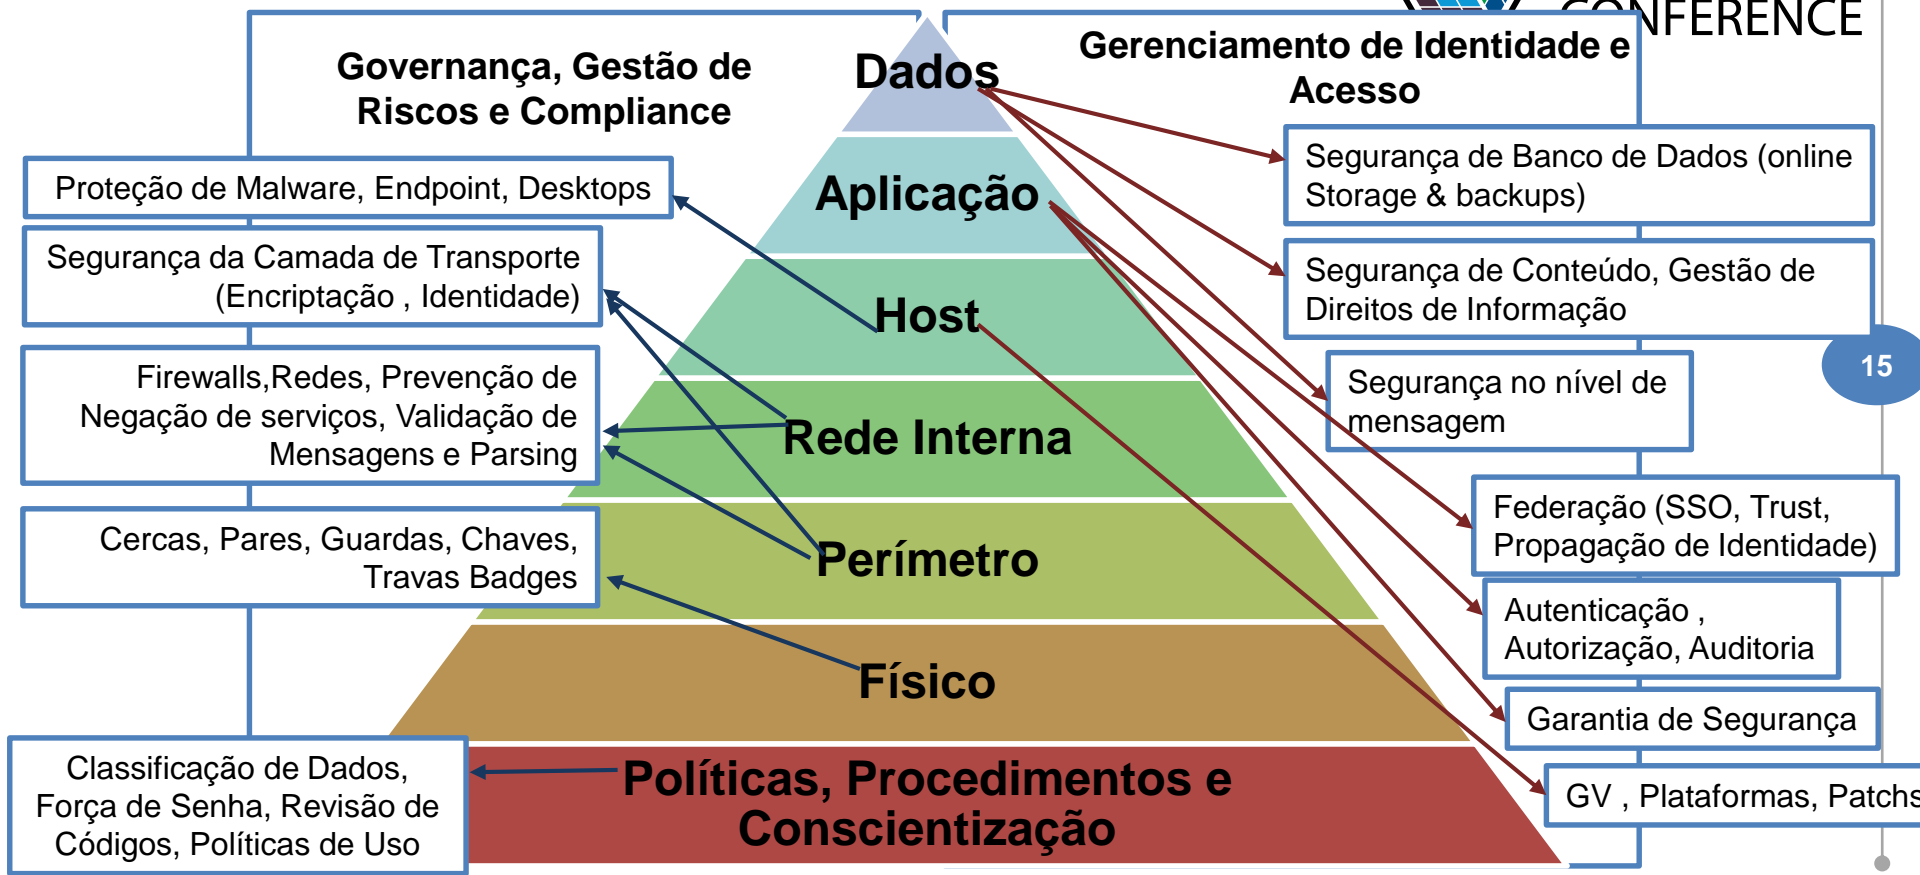 CONFERENCE
Governança, Gestão de
Riscos e Compliance
Dados
Gerenciamento de Identidade e
Acesso
Proteção de Malware, Endpoint, Desktops
Aplicação
Segurança de Banco de Dados (online
Storage & backups)
Segurança da Camada de Transporte
(Encriptação , Identidade)
Host
Segurança de Conteúdo, Gestão de
Direitos de Informação
15
Firewalls,Redes, Prevenção de
Negação de serviços, Validação de
Mensagens e Parsing
Rede Interna
Segurança no nível de
mensagem
Cercas, Pares, Guardas, Chaves,
Travas Badges
Perímetro
Federação (SSO, Trust,
Propagação de Identidade)
Autenticação ,
Autorização, Auditoria
Físico
Garantia de Segurança
Classificação de Dados,
Força de Senha, Revisão de
Códigos, Políticas de Uso
Políticas, Procedimentos e
Conscientização
GV , Plataformas, Patchs